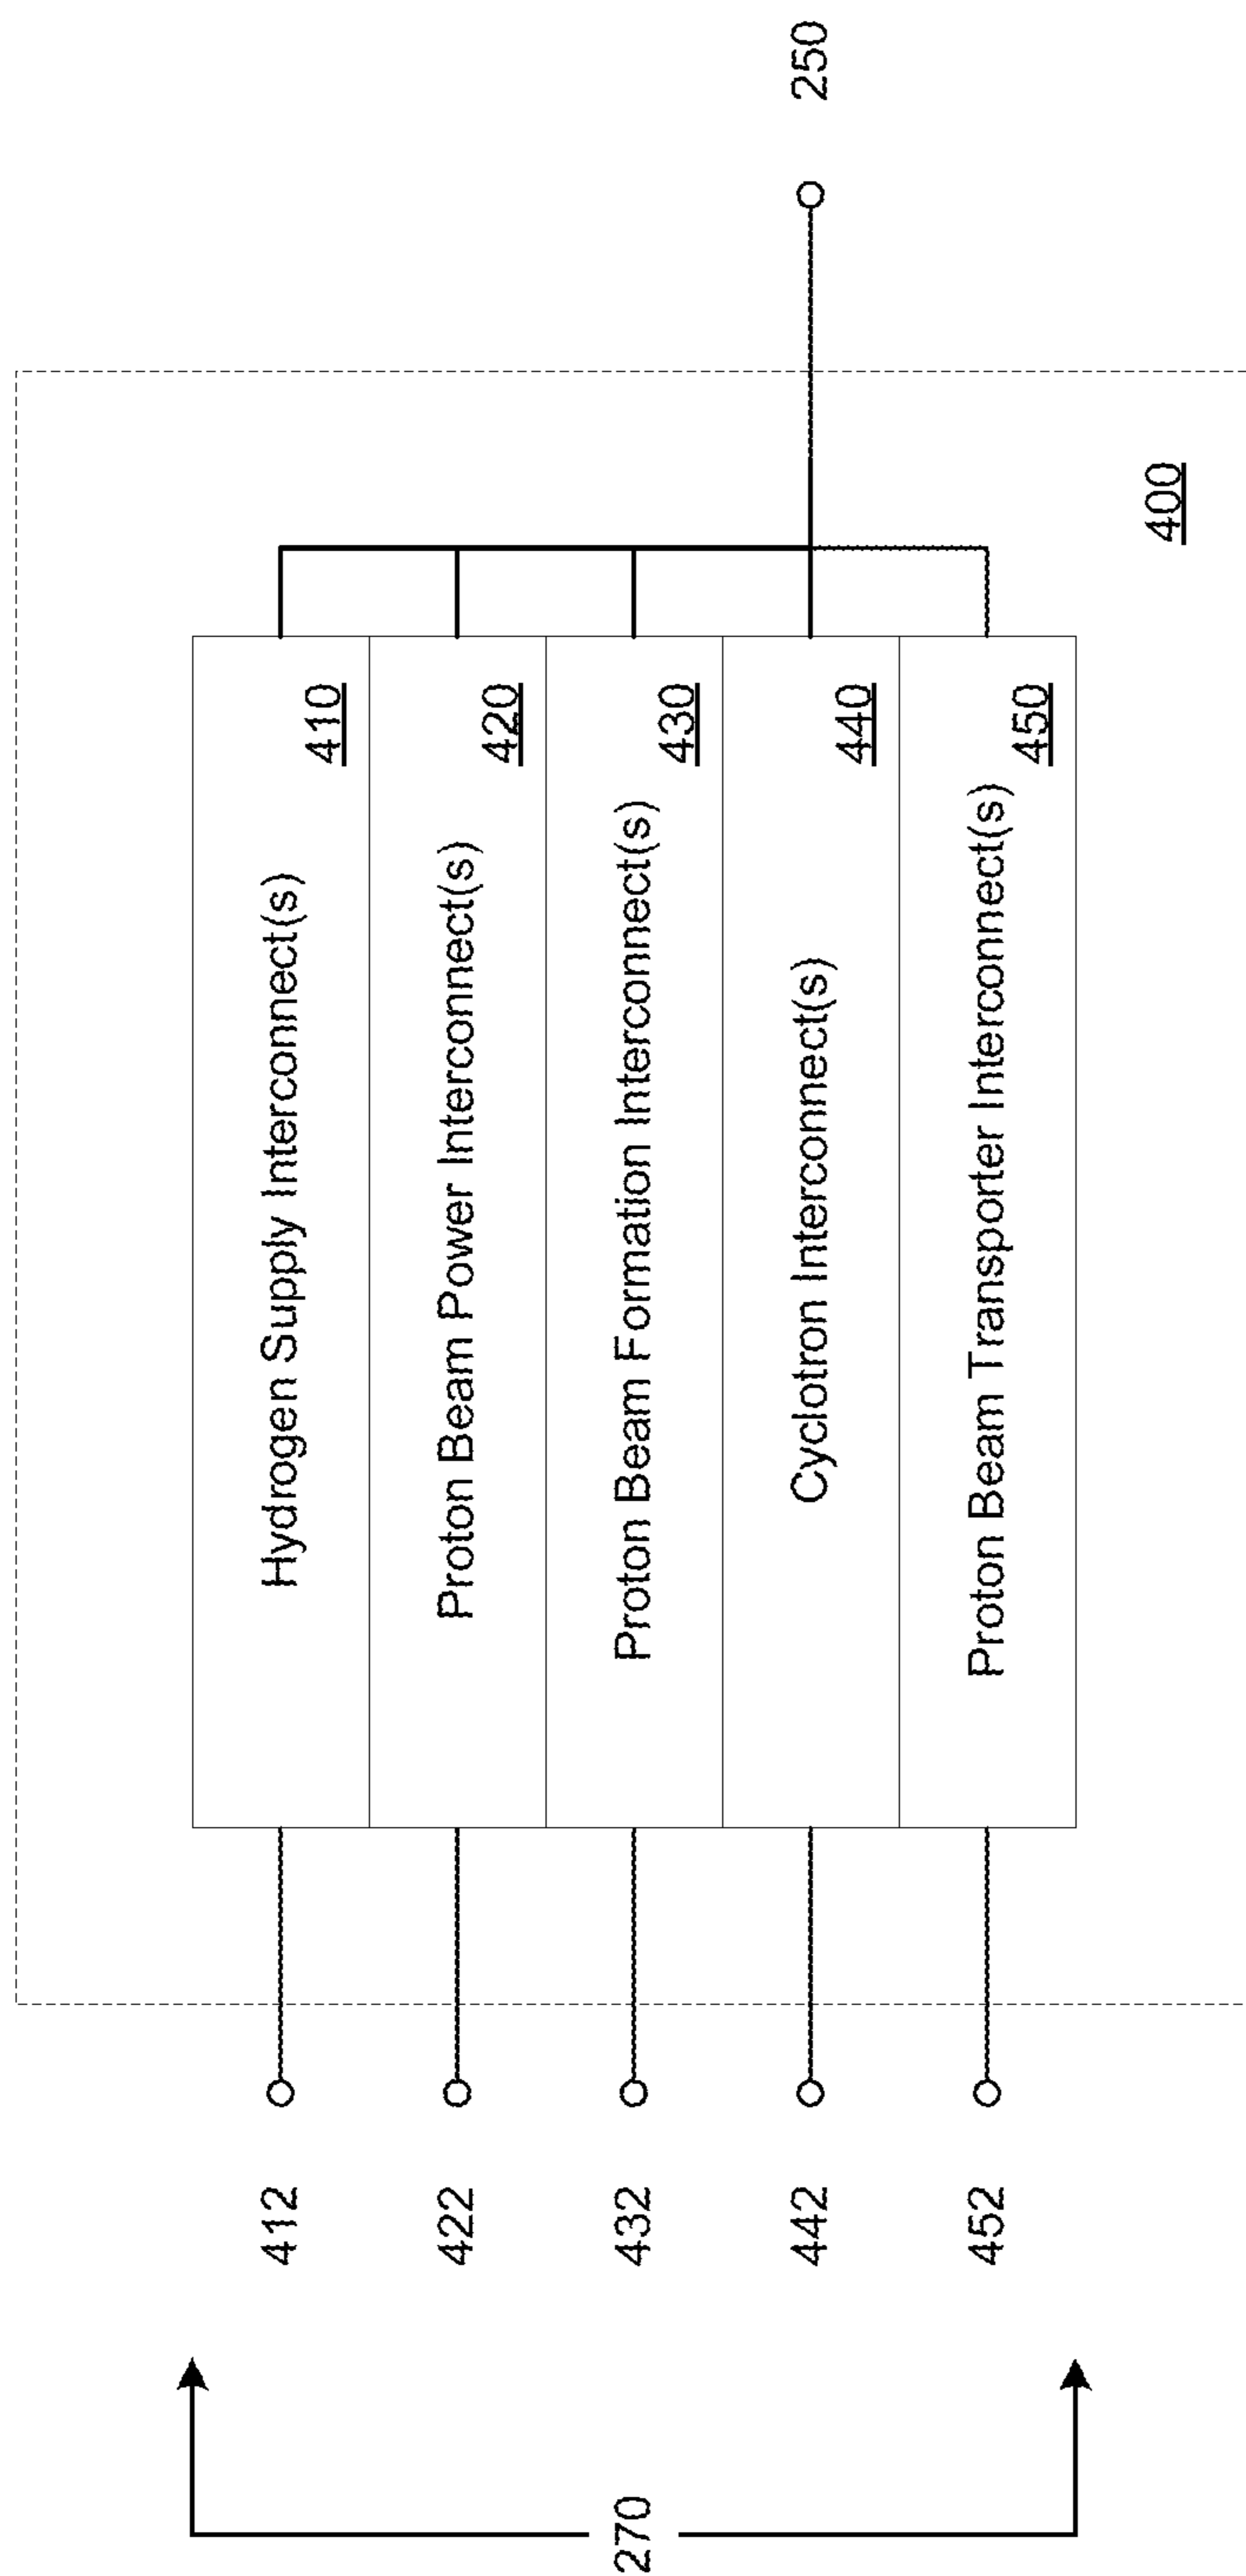 250
400
Hydrogen Supply Interconnect(s)
410
Proton Beam Power Interconnect(s)
420
Proton Beam Formation Interconnect(s)
430
Cyclotron Interconnect(s)
440
Proton Beam Transporter Interconnect(s)
450
412
422
432
442
452
270